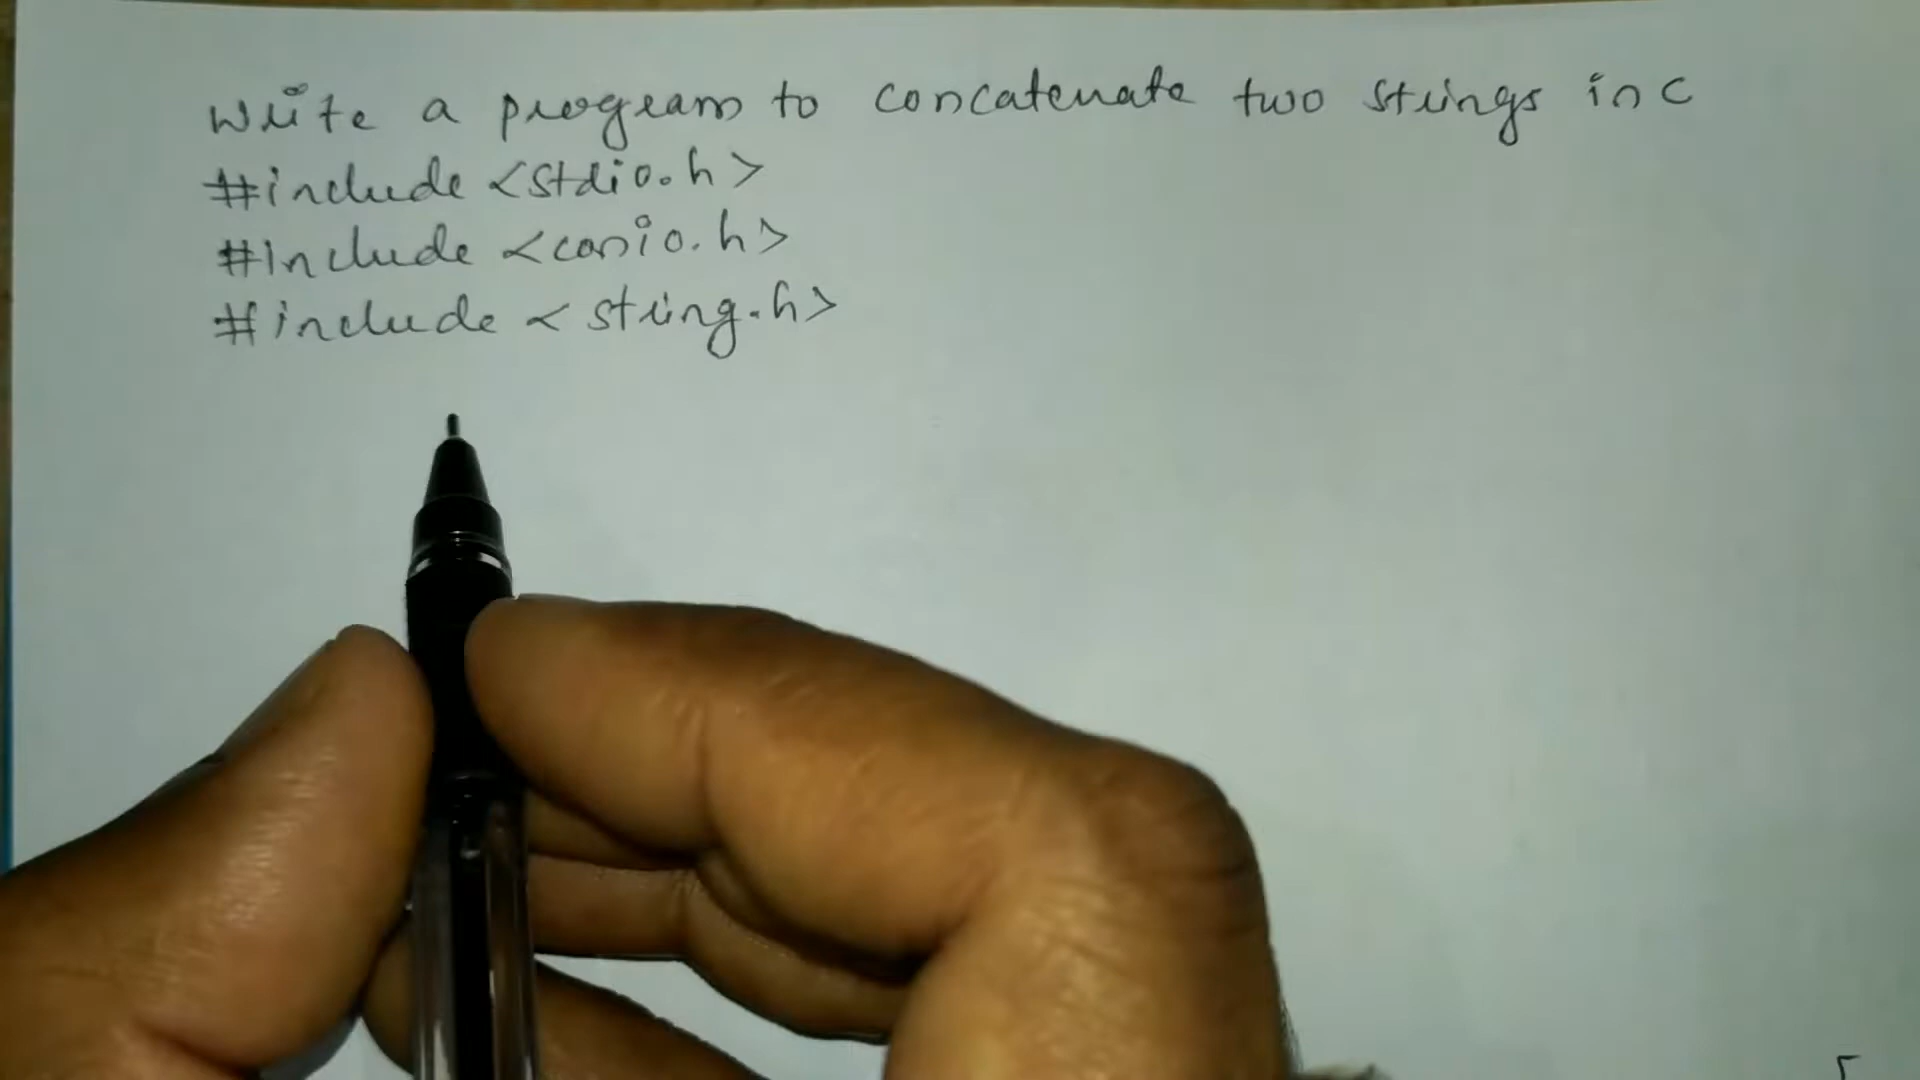 Write a program to concatenate two strings in c
#include <stdio.h>
#include <conio.h>
#include <string.h>